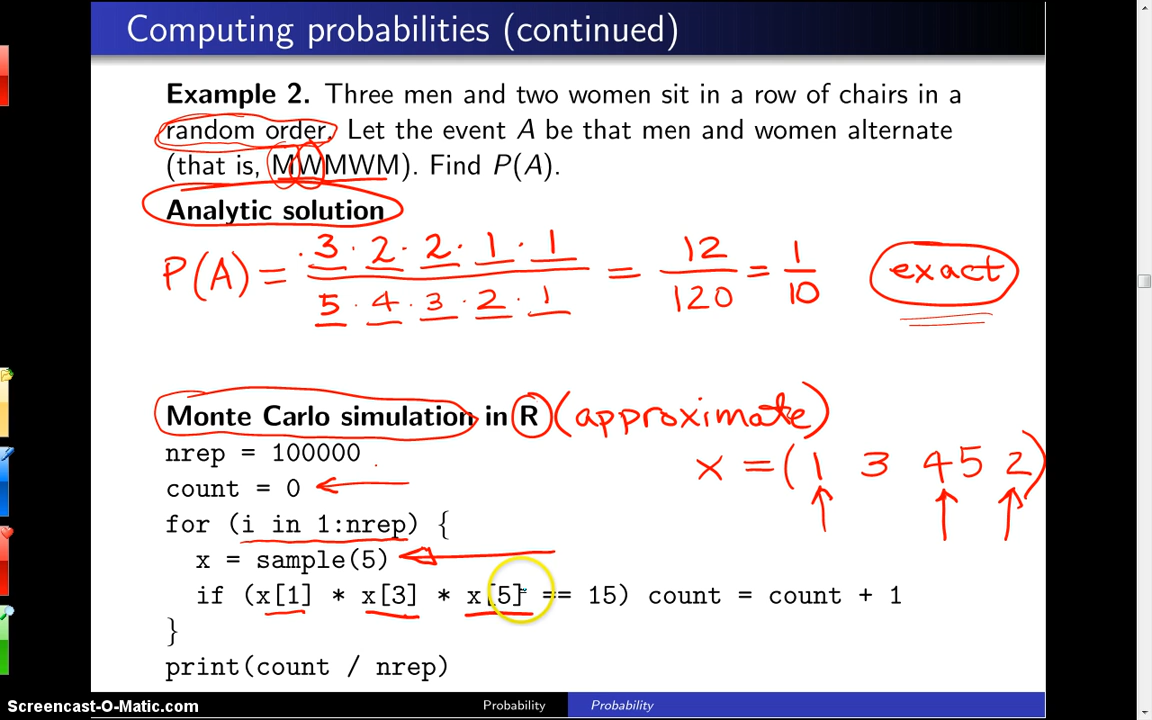 Computing probabilities (continued)
Example 2. Three men and two women sit in a row of chairs in a
random order. Let the event A be that men and women alternate
(that is, MWMWM). Find P(A).
Analytic solution
P(A) = 3 · 2 · 2 · 1 · 1 / 5 · 4 · 3 · 2 · 1 = 12 / 120 = 1 / 10 exact
Monte Carlo simulation in R (approximate)
nrep = 100000
x = (1 3 4 5 2)
count = 0
for (i in 1:nrep) {
x = sample(5)
if (x[1] * x[3] * x[5] == 15) count = count + 1
}
print(count / nrep)
Probability Probability
Screencast-O-Matic.com